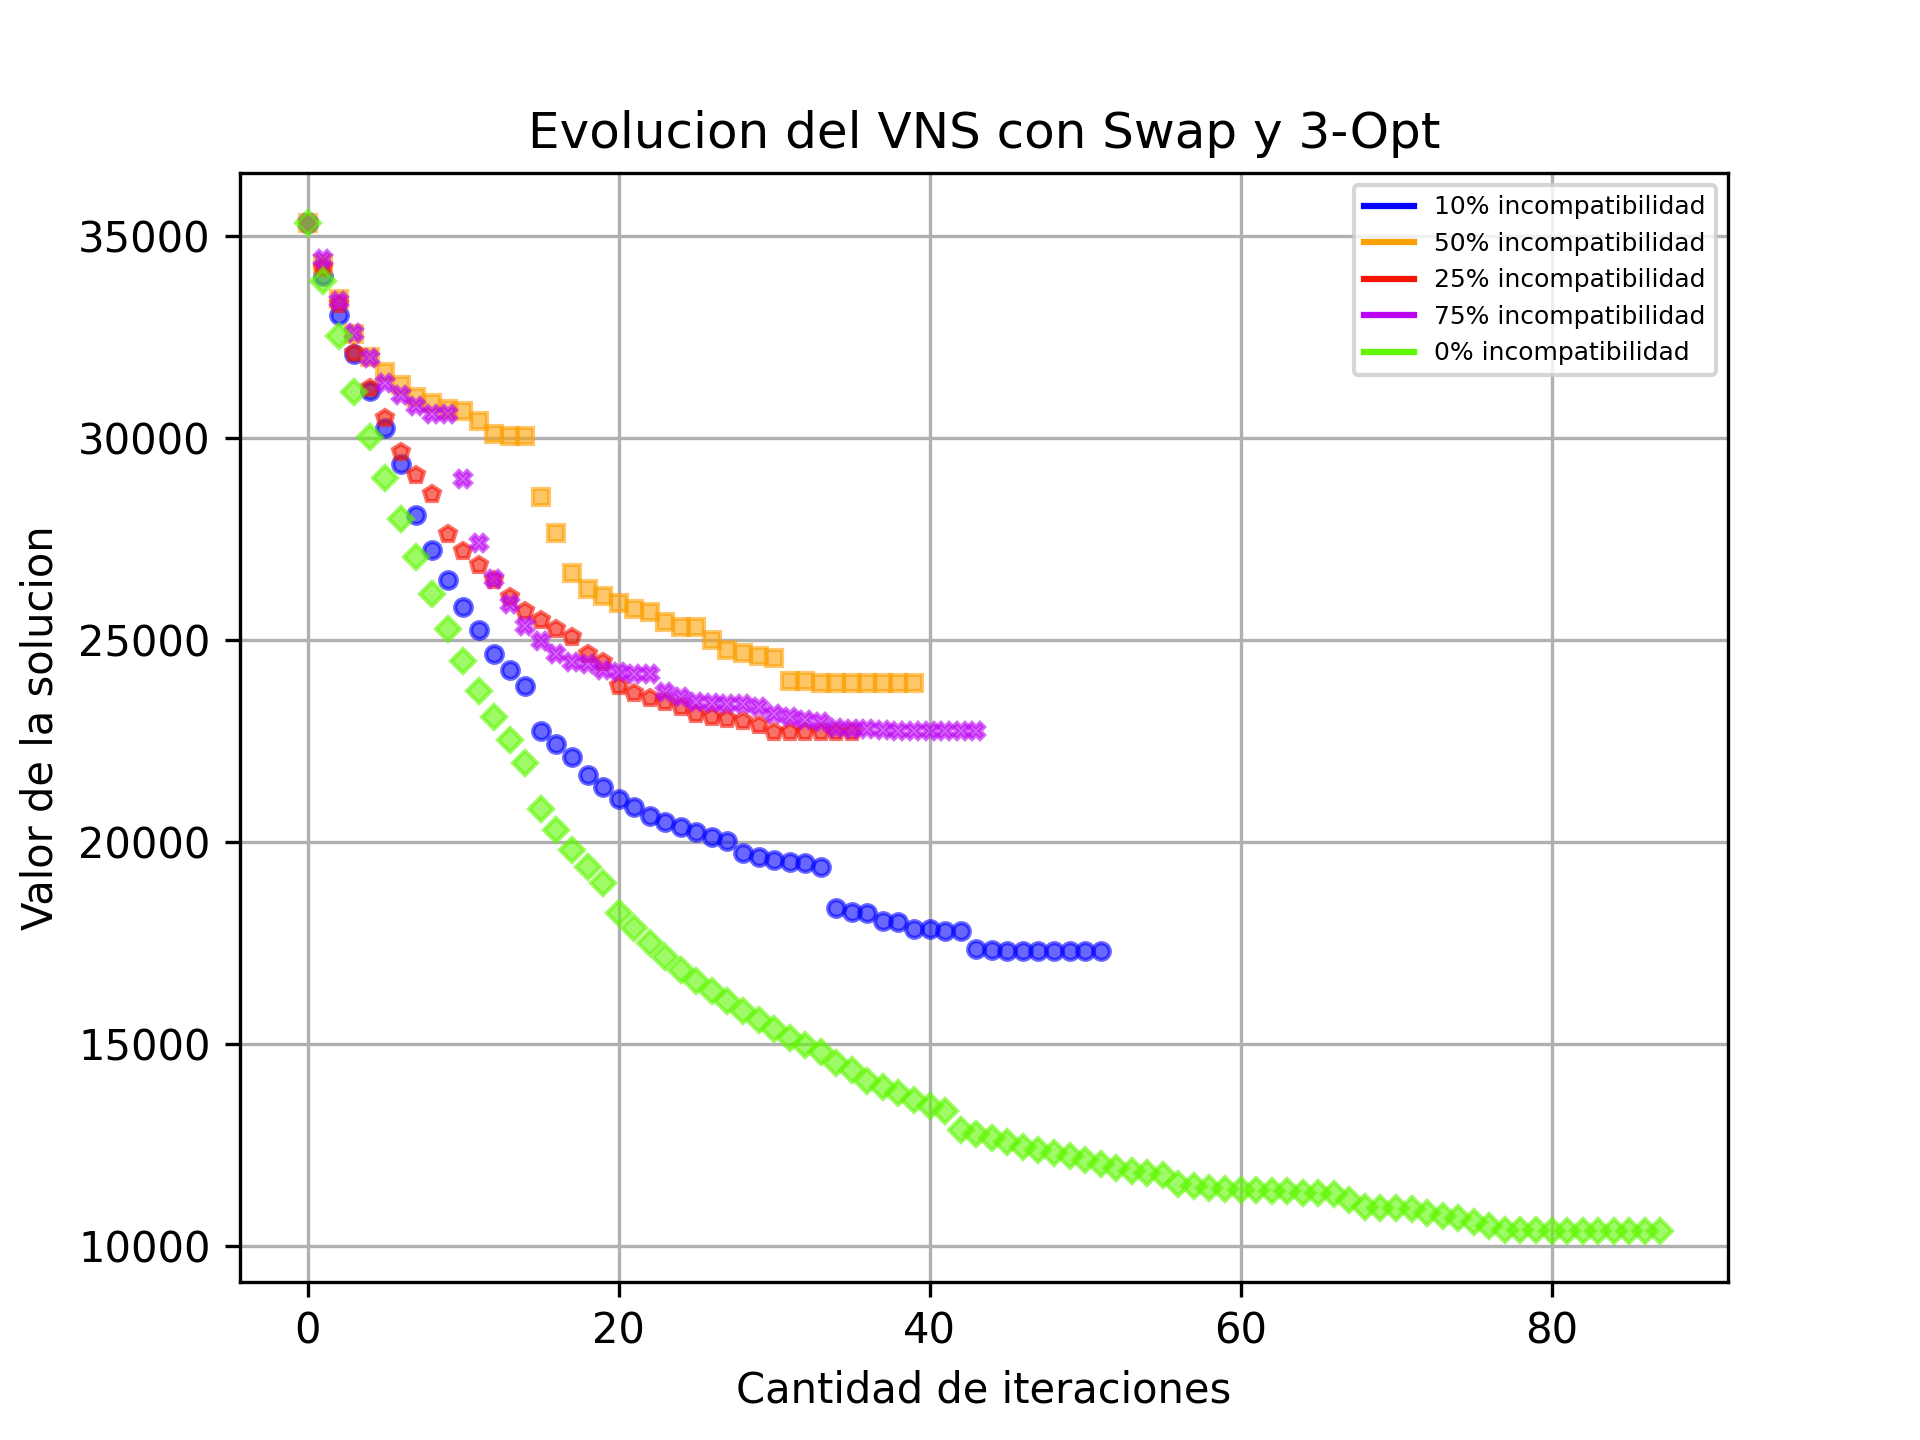 Evolucion del VNS con Swap y 3-Opt
10% incompatibilidad
50% incompatibilidad
25% incompatibilidad
75% incompatibilidad
0% incompatibilidad
35000
30000
25000
20000
15000
10000
Valor de la solucion
0 20 40 60 80
Cantidad de iteraciones